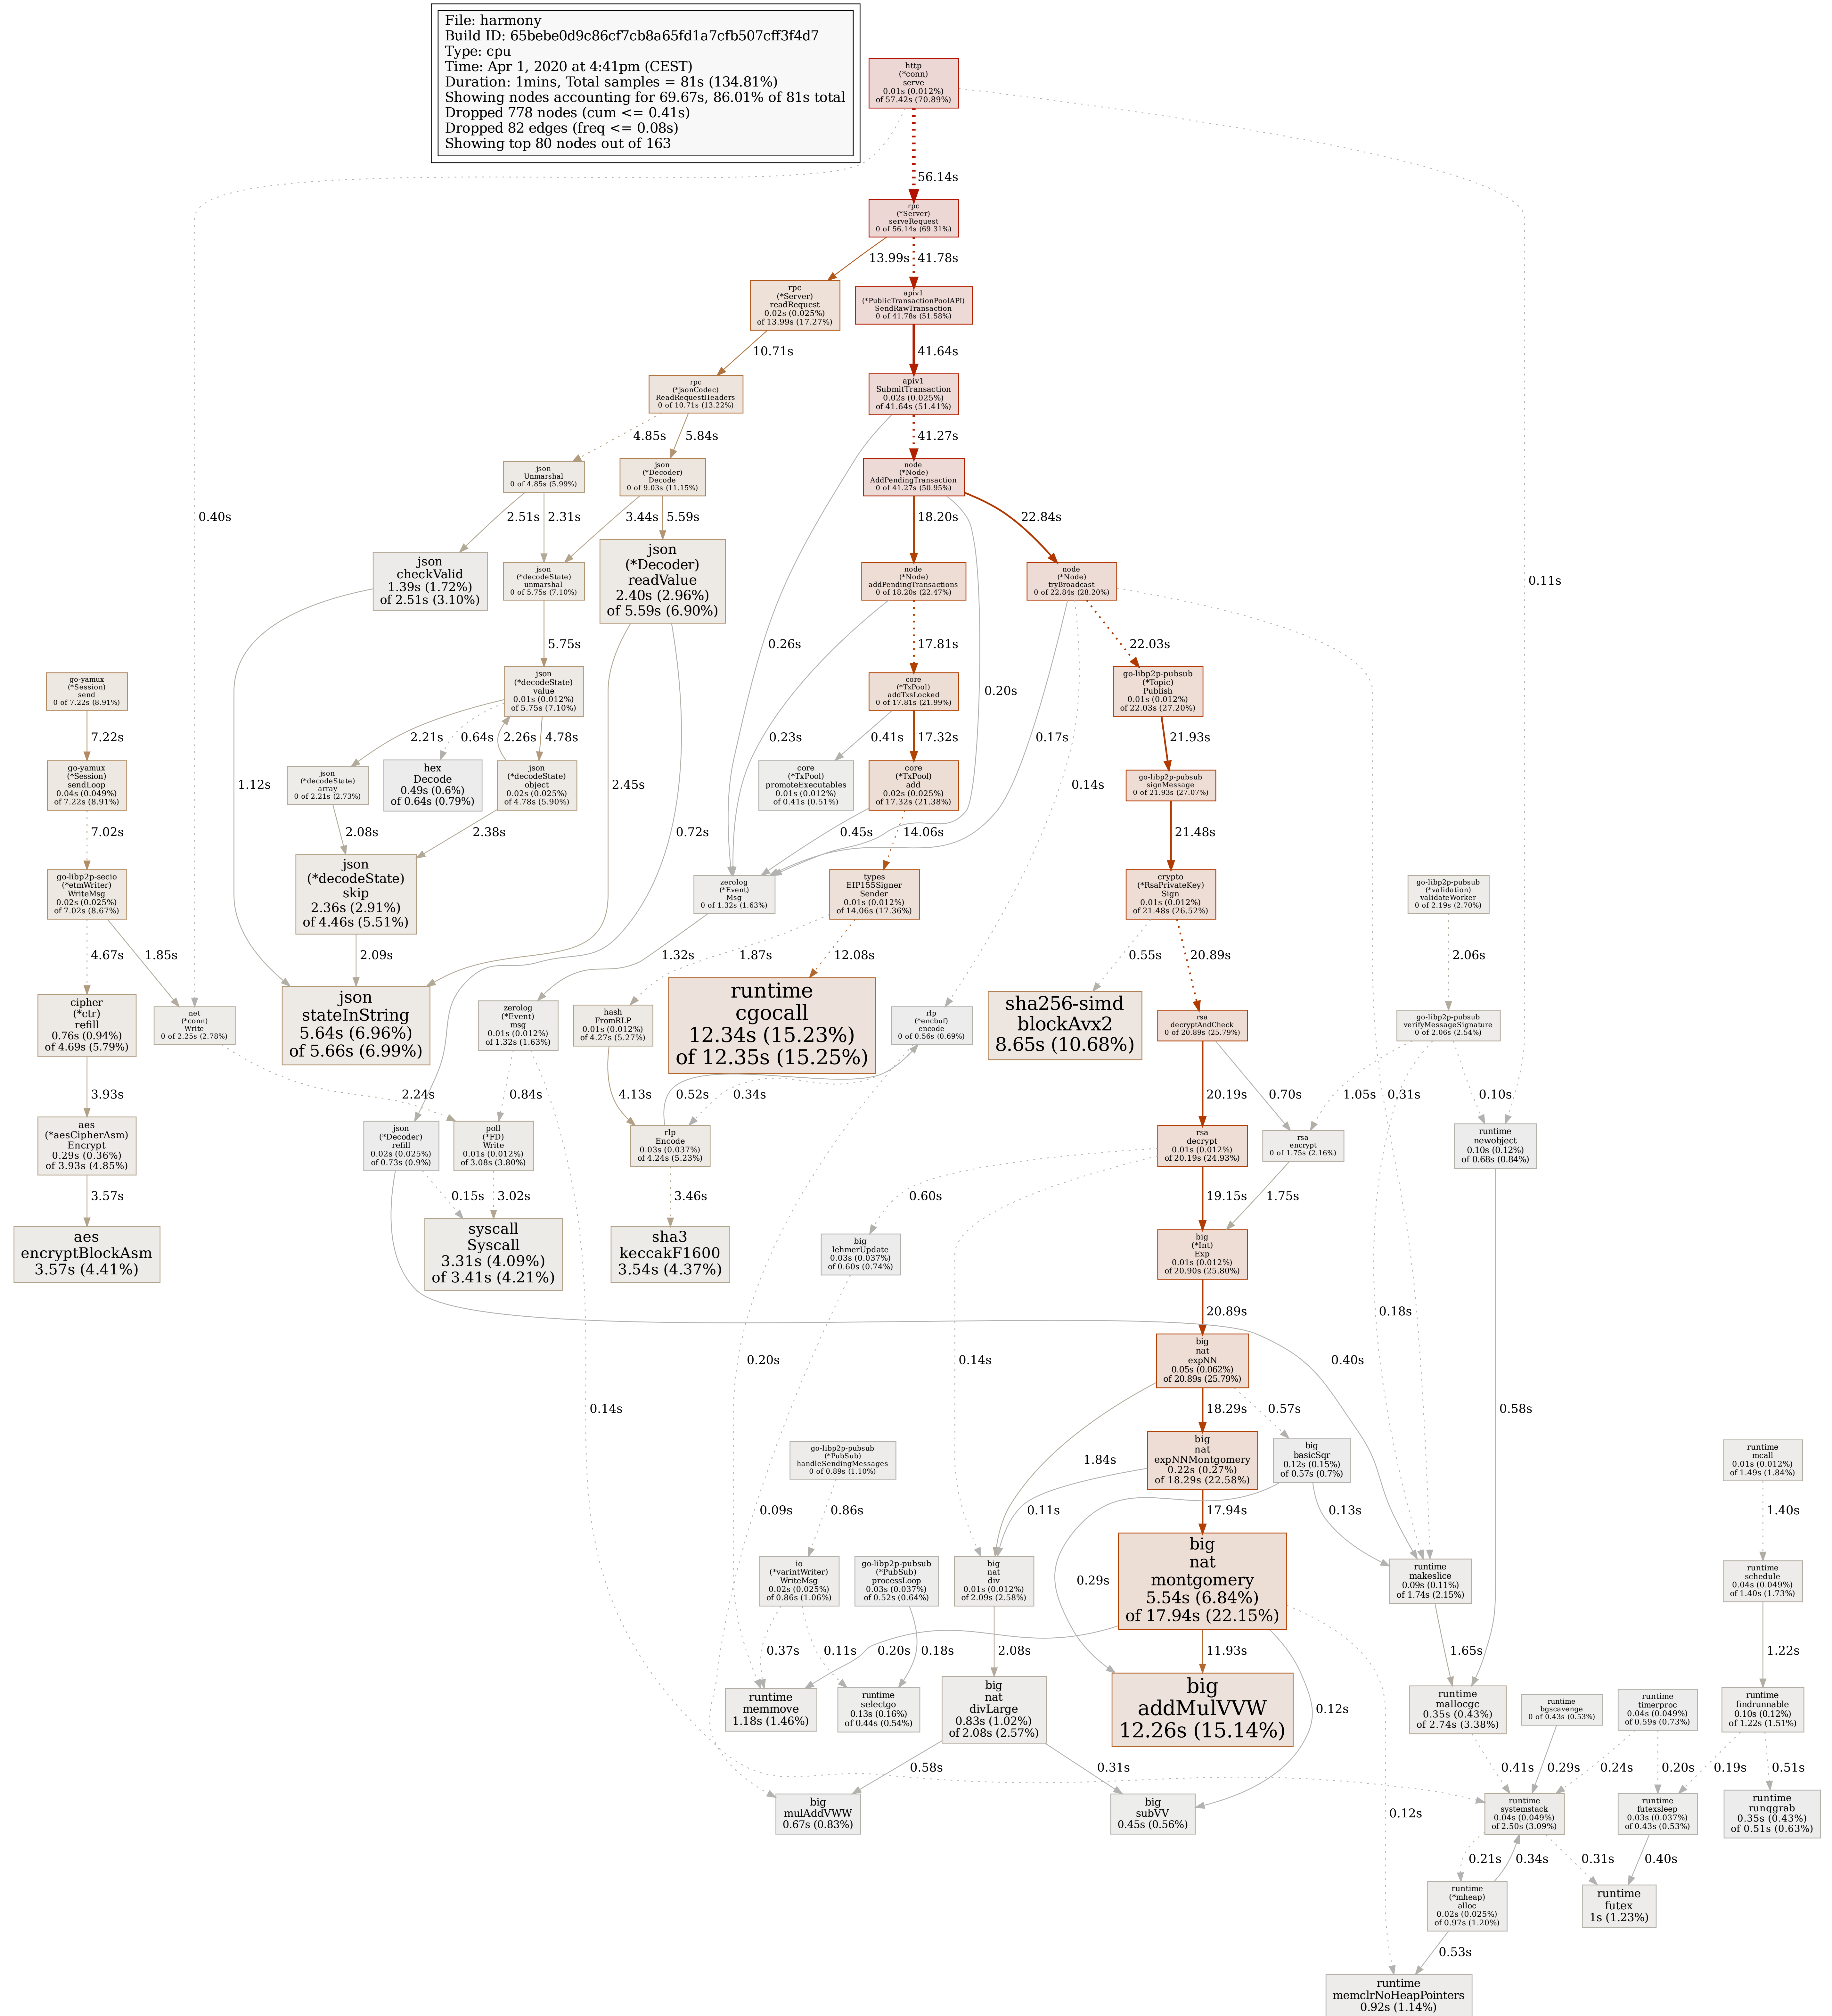 File: harmony
Build ID: 65bebe0d9c86cf7cb8a65fd1a7cfb507cff3f4d7
Type: cpu
Time: Apr 1, 2020 at 4:41pm (CEST)
Duration: 1mins, Total samples = 81s (134.81%)
Showing nodes accounting for 69.67s, 86.01% of 81s total
Dropped 778 nodes (cum <= 0.41s)
Dropped 82 edges (freq <= 0.08s)
Showing top 80 nodes out of 163
http
(*conn)
serve
0.01s (0.012%)
of 57.42s (70.89%)
56.14s
rpc
(*Server)
serveRequest
0 of 56.14s (69.31%)
13.99s
41.78s
rpc
(*Server)
readRequest
0.02s (0.025%)
of 13.99s (17.27%)
apiv1
(*PublicTransactionPoolAPI)
SendRawTransaction
0 of 41.78s (51.58%)
10.71s
41.64s
rpc
(*jsonCodec)
ReadRequestHeaders
0 of 10.71s (13.22%)
apiv1
SubmitTransaction
0.02s (0.025%)
of 41.64s (51.41%)
4.85s
5.84s
41.27s
json
Unmarshal
0 of 4.85s (5.99%)
json
(*Decoder)
Decode
0 of 9.03s (11.15%)
node
(*Node)
AddPendingTransaction
0 of 41.27s (50.95%)
0.40s
2.51s
2.31s
3.44s
5.59s
18.20s
22.84s
json
checkValid
1.39s (1.72%)
of 2.51s (3.10%)
json
(*decodeState)
unmarshal
0 of 5.75s (7.10%)
json
(*Decoder)
readValue
2.40s (2.96%)
of 5.59s (6.90%)
node
(*Node)
addPendingTransactions
0 of 18.20s (22.47%)
node
(*Node)
tryBroadcast
0 of 22.84s (28.20%)
0.11s
5.75s
0.26s
17.81s
22.03s
go-yamux
(*Session)
send
0 of 7.22s (8.91%)
json
(*decodeState)
value
0.01s (0.012%)
of 5.75s (7.10%)
core
(*TxPool)
addTxsLocked
0 of 17.81s (21.99%)
0.20s
go-libp2p-pubsub
(*Topic)
Publish
0.01s (0.012%)
of 22.03s (27.20%)
7.22s
2.21s
0.64s
2.26s
4.78s
0.23s
0.41s
17.32s
0.17s
21.93s
go-yamux
(*Session)
sendLoop
0.04s (0.049%)
of 7.22s (8.91%)
1.12s
json
(*decodeState)
array
0 of 2.21s (2.73%)
hex
Decode
0.49s (0.6%)
of 0.64s (0.79%)
json
(*decodeState)
object
0.02s (0.025%)
of 4.78s (5.90%)
2.45s
core
(*TxPool)
promoteExecutables
0.01s (0.012%)
of 0.41s (0.51%)
core
(*TxPool)
add
0.02s (0.025%)
of 17.32s (21.38%)
0.14s
go-libp2p-pubsub
signMessage
0 of 21.93s (27.07%)
7.02s
2.08s
2.38s
0.72s
0.45s
14.06s
21.48s
go-libp2p-secio
(*etmWriter)
WriteMsg
0.02s (0.025%)
of 7.02s (8.67%)
json
(*decodeState)
skip
2.36s (2.91%)
of 4.46s (5.51%)
zerolog
(*Event)
Msg
0 of 1.32s (1.63%)
types
EIP155Signer
Sender
0.01s (0.012%)
of 14.06s (17.36%)
crypto
(*RsaPrivateKey)
Sign
0.01s (0.012%)
of 21.48s (26.52%)
go-libp2p-pubsub
(*validation)
validateWorker
0 of 2.19s (2.70%)
4.67s
1.85s
2.09s
1.32s
1.87s
12.08s
0.55s
20.89s
2.06s
cipher
(*ctr)
refill
0.76s (0.94%)
of 4.69s (5.79%)
net
(*conn)
Write
0 of 2.25s (2.78%)
json
stateInString
5.64s (6.96%)
of 5.66s (6.99%)
zerolog
(*Event)
msg
0.01s (0.012%)
of 1.32s (1.63%)
hash
FromRLP
0.01s (0.012%)
of 4.27s (5.27%)
runtime
cgocall
12.34s (15.23%)
of 12.35s (15.25%)
rlp
(*encbuf)
encode
0 of 0.56s (0.69%)
sha256-simd
blockAvx2
8.65s (10.68%)
rsa
decryptAndCheck
0 of 20.89s (25.79%)
go-libp2p-pubsub
verifyMessageSignature
0 of 2.06s (2.54%)
3.93s
2.24s
0.84s
4.13s
0.52s
0.34s
20.19s
0.70s
1.05s
0.31s
0.10s
aes
(*aesCipherAsm)
Encrypt
0.29s (0.36%)
of 3.93s (4.85%)
json
(*Decoder)
refill
0.02s (0.025%)
of 0.73s (0.9%)
poll
(*FD)
Write
0.01s (0.012%)
of 3.08s (3.80%)
rlp
Encode
0.03s (0.037%)
of 4.24s (5.23%)
rsa
decrypt
0.01s (0.012%)
of 20.19s (24.93%)
rsa
encrypt
0 of 1.75s (2.16%)
runtime
newobject
0.10s (0.12%)
of 0.68s (0.84%)
3.57s
0.15s
3.02s
3.46s
0.60s
19.15s
1.75s
aes
encryptBlockAsm
3.57s (4.41%)
syscall
Syscall
3.31s (4.09%)
of 3.41s (4.21%)
sha3
keccakF1600
3.54s (4.37%)
big
lehmerUpdate
0.03s (0.037%)
of 0.60s (0.74%)
big
(*Int)
Exp
0.01s (0.012%)
of 20.90s (25.80%)
20.89s
0.18s
0.20s
0.14s
big
nat
expNN
0.05s (0.062%)
of 20.89s (25.79%)
0.40s
0.14s
18.29s
0.57s
0.58s
go-libp2p-pubsub
(*PubSub)
handleSendingMessages
0 of 0.89s (1.10%)
1.84s
big
nat
expNNMontgomery
0.22s (0.27%)
of 18.29s (22.58%)
big
basicSqr
0.12s (0.15%)
of 0.57s (0.7%)
runtime
mcall
0.01s (0.012%)
of 1.49s (1.84%)
0.09s
0.86s
0.11s
17.94s
0.13s
1.40s
io
(*varintWriter)
WriteMsg
0.02s (0.025%)
of 0.86s (1.06%)
go-libp2p-pubsub
(*PubSub)
processLoop
0.03s (0.037%)
of 0.52s (0.64%)
big
nat
div
0.01s (0.012%)
of 2.09s (2.58%)
0.29s
big
nat
montgomery
5.54s (6.84%)
of 17.94s (22.15%)
runtime
makeslice
0.09s (0.11%)
of 1.74s (2.15%)
runtime
schedule
0.04s (0.049%)
of 1.40s (1.73%)
0.37s
0.11s
0.20s
0.18s
2.08s
11.93s
1.65s
1.22s
runtime
memmove
1.18s (1.46%)
runtime
selectgo
0.13s (0.16%)
of 0.44s (0.54%)
big
nat
divLarge
0.83s (1.02%)
of 2.08s (2.57%)
big
addMulVVW
12.26s (15.14%)
0.12s
runtime
mallocgc
0.35s (0.43%)
of 2.74s (3.38%)
runtime
bgscavenge
0 of 0.43s (0.53%)
runtime
timerproc
0.04s (0.049%)
of 0.59s (0.73%)
runtime
findrunnable
0.10s (0.12%)
of 1.22s (1.51%)
0.58s
0.31s
0.41s
0.29s
0.24s
0.20s
0.19s
0.51s
big
mulAddVWW
0.67s (0.83%)
big
subVV
0.45s (0.56%)
0.12s
runtime
systemstack
0.04s (0.049%)
of 2.50s (3.09%)
runtime
futexsleep
0.03s (0.037%)
of 0.43s (0.53%)
runtime
runqgrab
0.35s (0.43%)
of 0.51s (0.63%)
0.21s
0.34s
0.31s
0.40s
runtime
(*mheap)
alloc
0.02s (0.025%)
of 0.97s (1.20%)
runtime
futex
1s (1.23%)
0.53s
runtime
memclrNoHeapPointers
0.92s (1.14%)